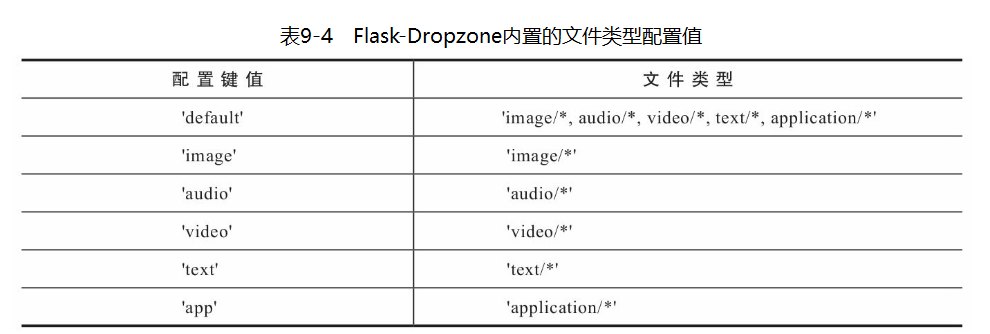 表9-4 Flask-Dropzone内置的文件类型配置值
配置键值 文件类型
'default' 'image/*, audio/*, video/*, text/*, application/*'
'image' 'image/*'
'audio' 'audio/*'
'video' 'video/*'
'text' 'text/*'
'app' 'application/*'